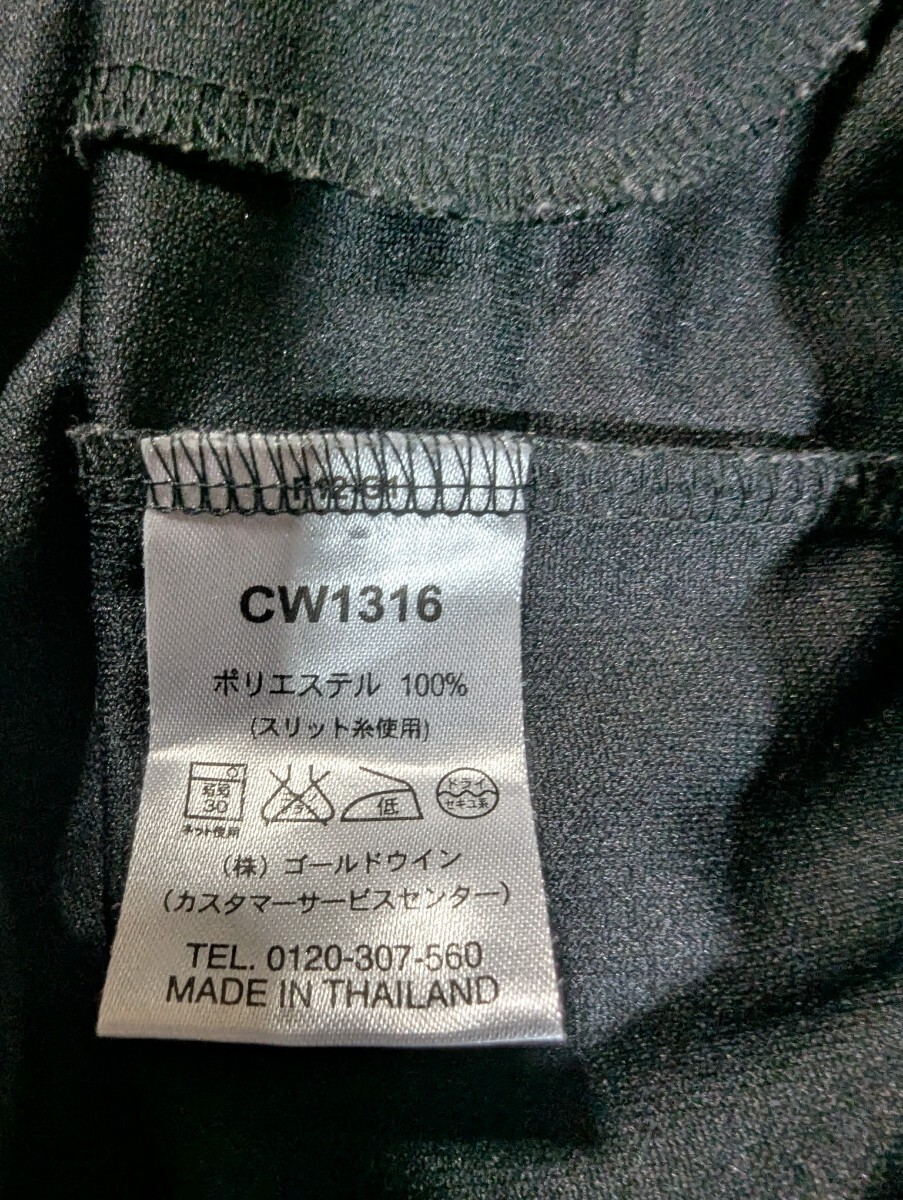 CW1316
ポリエステル 100%
(スリット糸使用)
30
ネット使用
低
ドライ
セキユ系
(株) ゴールドウイン
(カスタマーサービスセンター)
TEL. 0120-307-560
MADE IN THAILAND